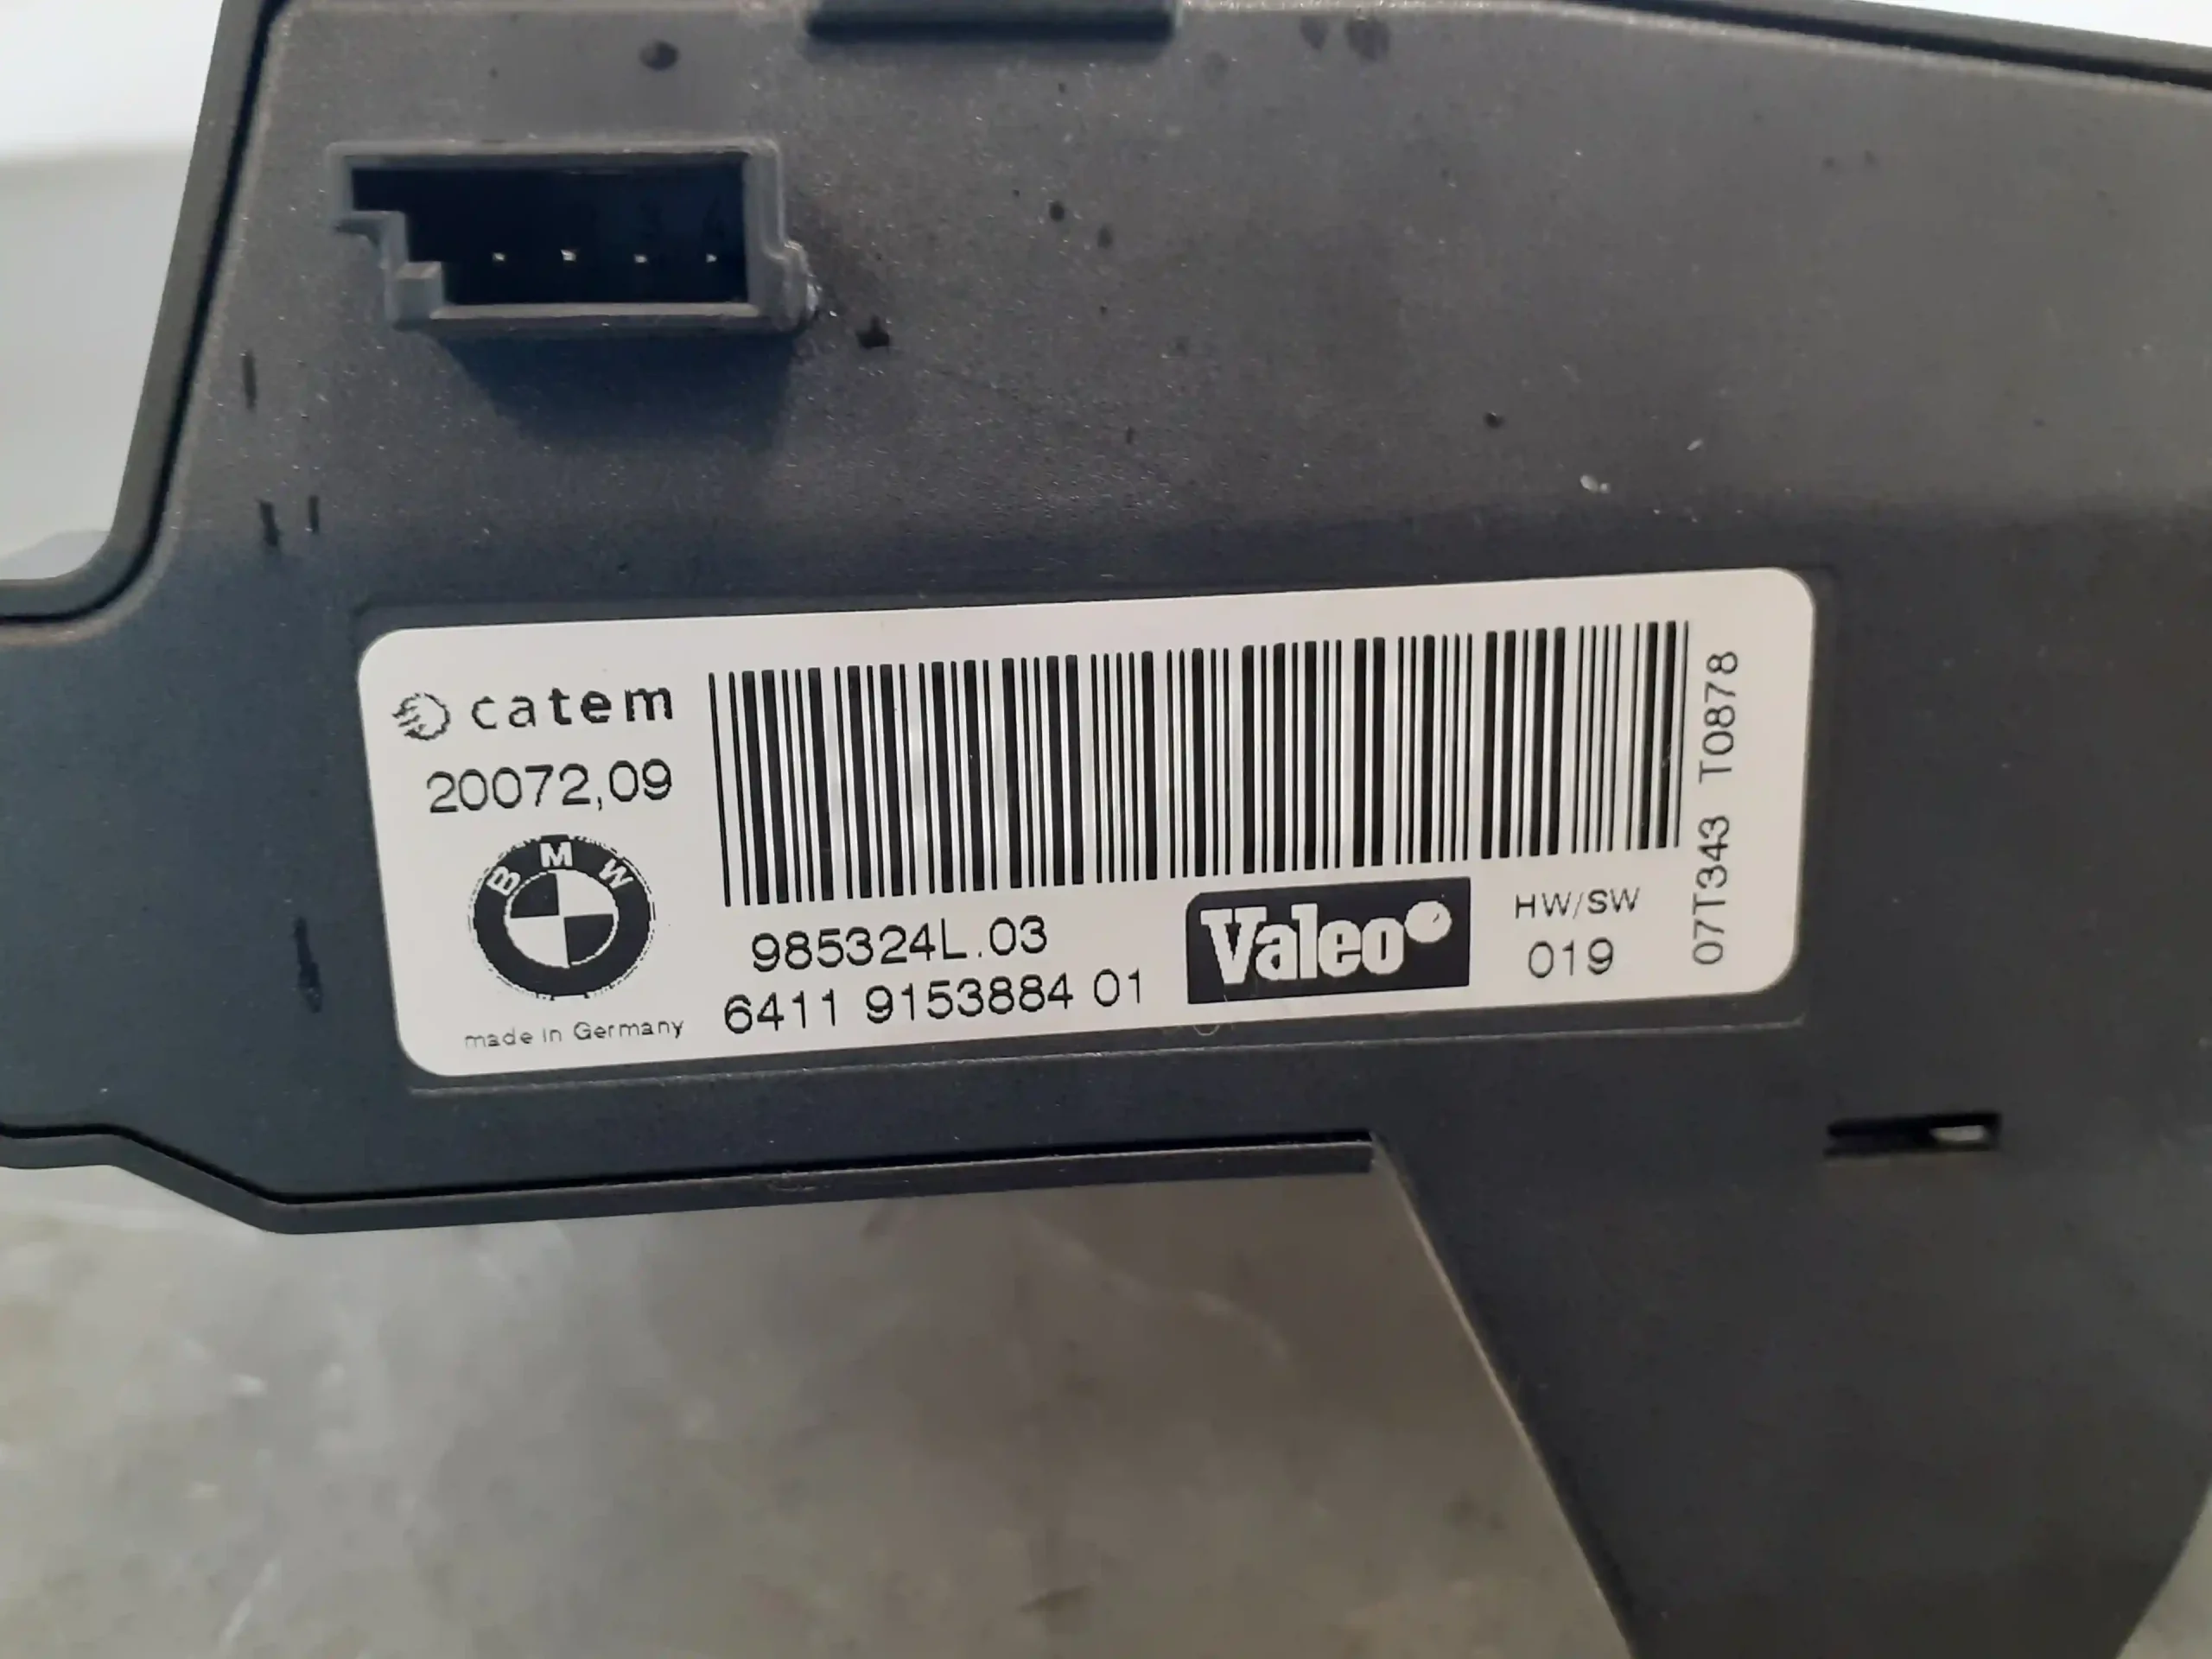 catem
20072,09
BMW
made in Germany
985324L.03
6411 9153884 01
Valeo
HW/SW
019
07T343 T0878